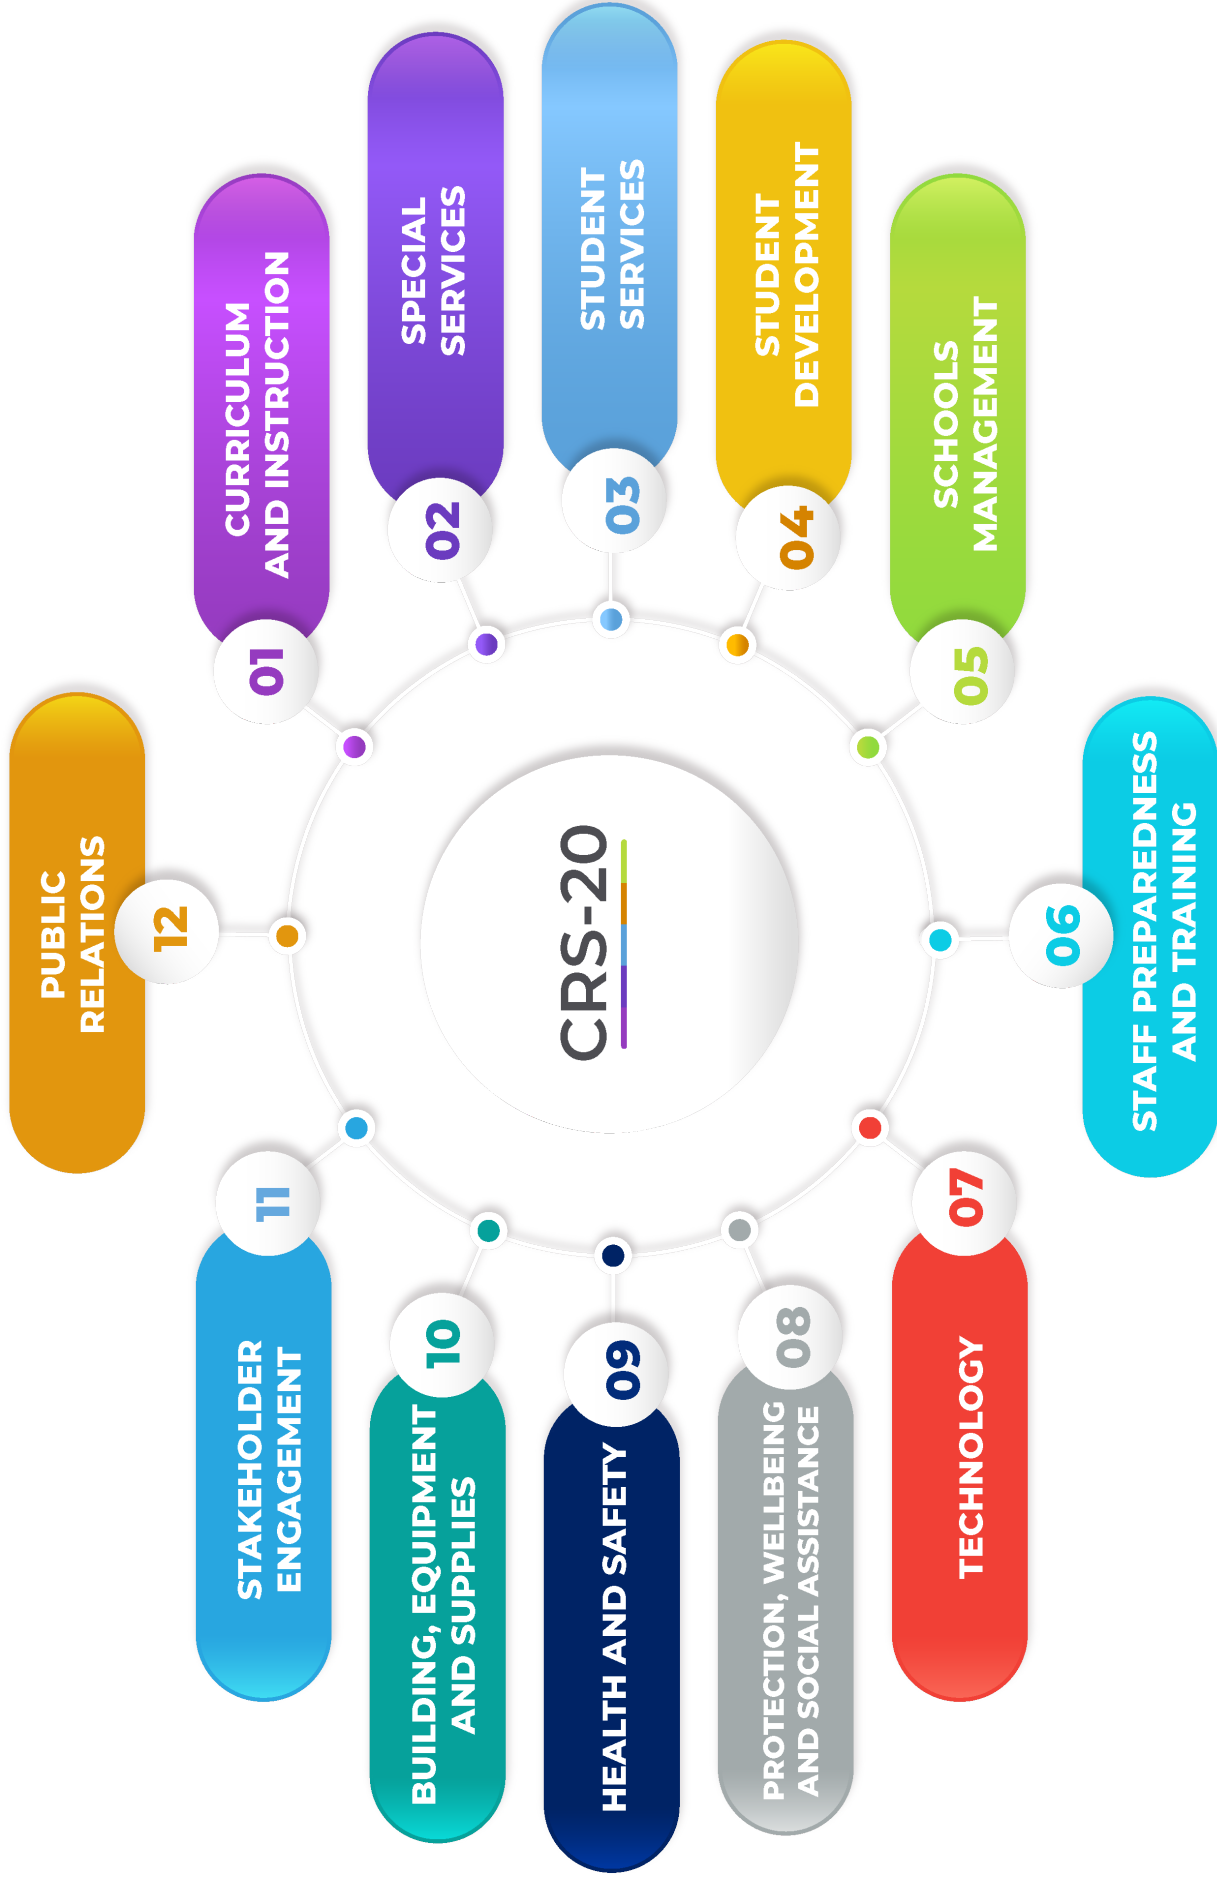 CRS-20
01
CURRICULUM
AND INSTRUCTION
02
SPECIAL
SERVICES
03
STUDENT
SERVICES
04
STUDENT
DEVELOPMENT
05
SCHOOLS
MANAGEMENT
06
STAFF PREPAREDNESS
AND TRAINING
07
TECHNOLOGY
08
PROTECTION, WELLBEING
AND SOCIAL ASSISTANCE
09
HEALTH AND SAFETY
10
BUILDING, EQUIPMENT
AND SUPPLIES
11
STAKEHOLDER
ENGAGEMENT
12
PUBLIC
RELATIONS